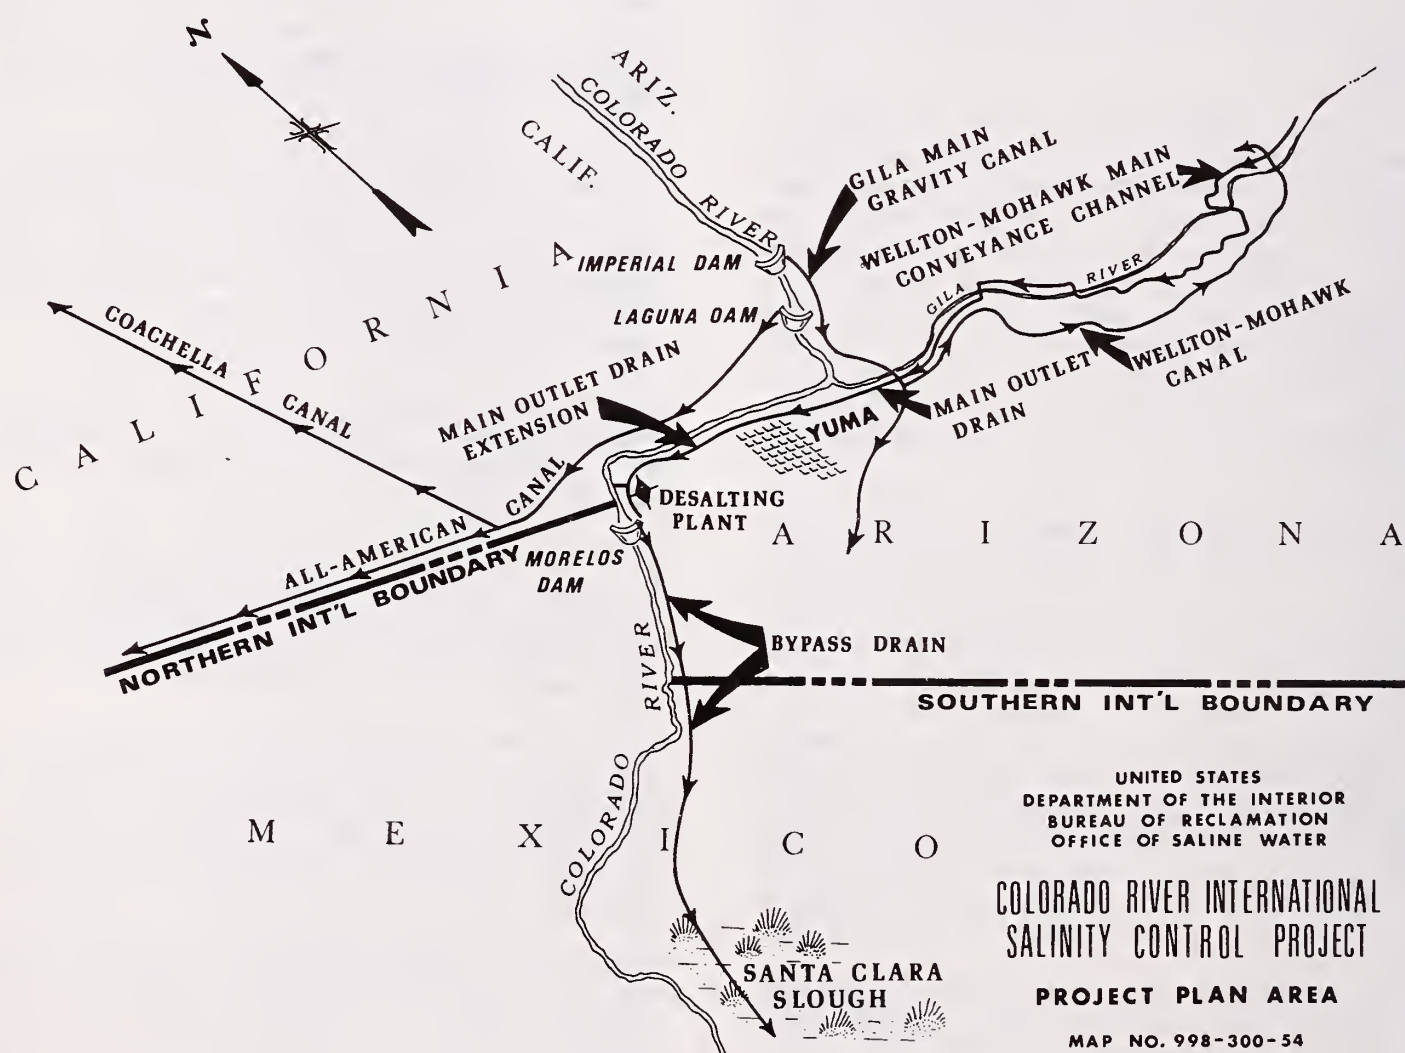 N
ARIZ.
COLORADO RIVER
CALIF.
GILA MAIN
GRAVITY CANAL
WELLTON-MOHAWK MAIN
CONVEYANCE CHANNEL
IMPERIAL DAM
LAGUNA DAM
GILA RIVER
WELLTON-MOHAWK
CANAL
COACHELLA CANAL
CALIFORNIA
MAIN OUTLET DRAIN
EXTENSION
MAIN OUTLET
DRAIN
YUMA
DESALTING
PLANT
ARIZONA
ALL-AMERICAN CANAL
MORELOS
DAM
NORTHERN INT'L BOUNDARY
BYPASS DRAIN
SOUTHERN INT'L BOUNDARY
COLORADO RIVER
MEXICO
SANTA CLARA
SLOUGH
UNITED STATES
DEPARTMENT OF THE INTERIOR
BUREAU OF RECLAMATION
OFFICE OF SALINE WATER
COLORADO RIVER INTERNATIONAL
SALINITY CONTROL PROJECT
PROJECT PLAN AREA
MAP NO. 998-300-54